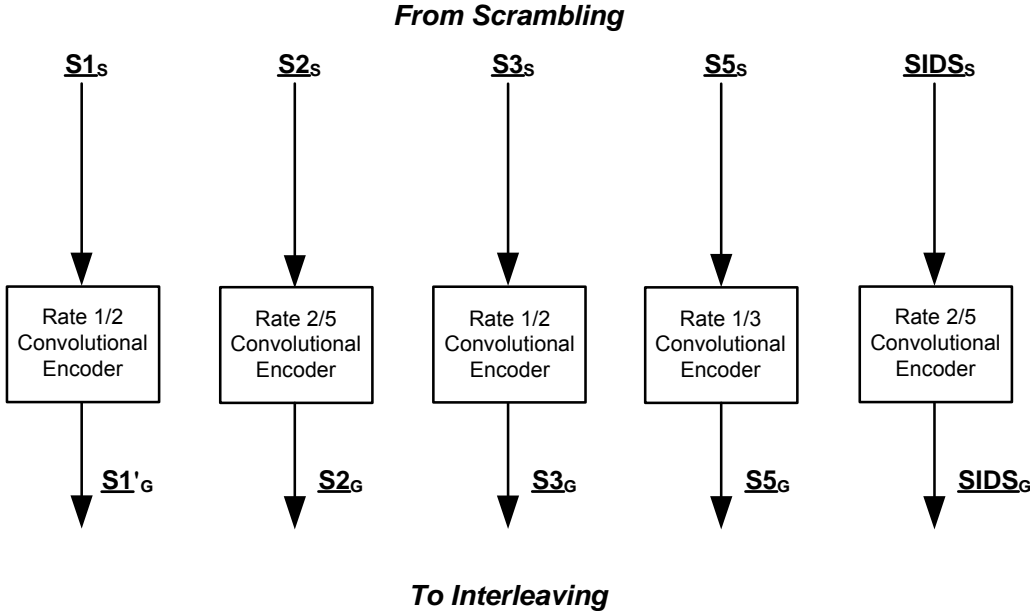 From Scrambling
S1S
S2S
S3S
S5S
SIDSS
Rate 1/2
Convolutional
Encoder
Rate 2/5
Convolutional
Encoder
Rate 1/2
Convolutional
Encoder
Rate 1/3
Convolutional
Encoder
Rate 2/5
Convolutional
Encoder
S1'G
S2G
S3G
S5G
SIDSG
To Interleaving